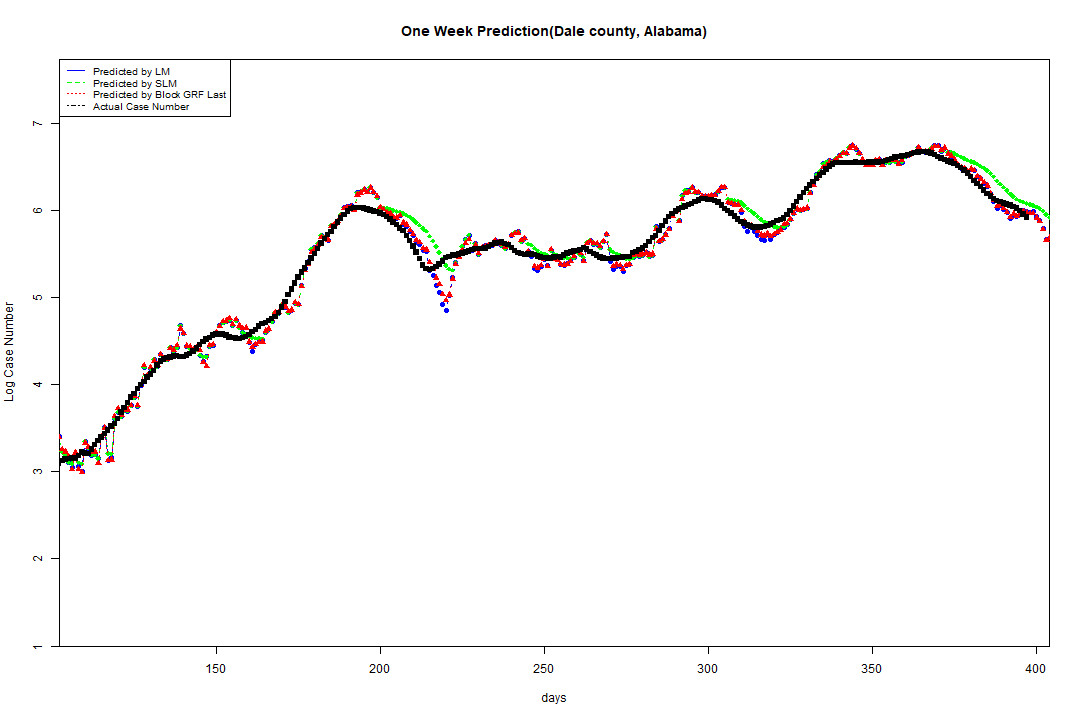 One Week Prediction(Dale county, Alabama)
Predicted by LM
Predicted by SLM
Predicted by Block GRF Last
Actual Case Number
7
6
5
4
3
2
1
Log Case Number
150 200 250 300 350 400
days